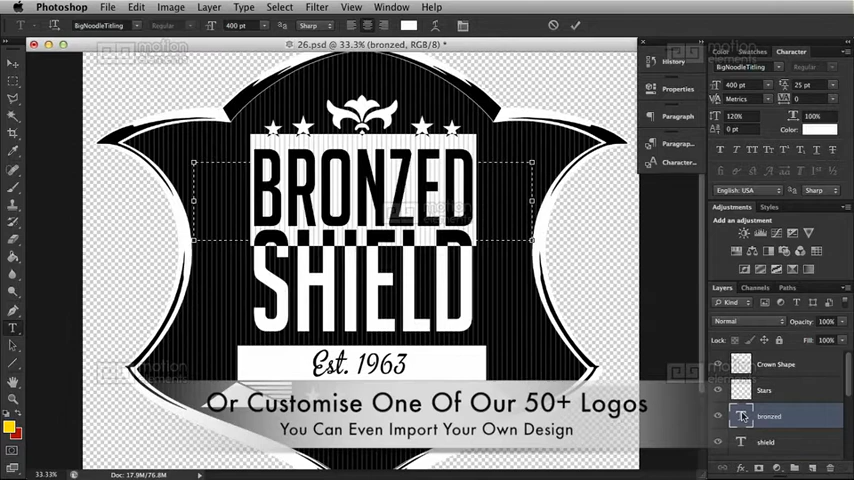 Photoshop File Edit Image Layer Type Select Filter View Window Help
BigNoodleTitling Regular 400 pt Sharp
26.psd @ 33.3% (bronzed, RGB/8) *
motion elements
BRONZED
SHIELD
Est. 1963
Or Customise One Of Our 50+ Logos
You Can Even Import Your Own Design
33.33% Doc: 17.9M/76.8M
History
Properties
Paragraph
Paragrap...
Character...
Color Swatches Character
BigNoodleTitling Regular
400 pt 25 pt
Metrics 0
120% 100%
0 pt Color:
English: USA Sharp
Adjustments Styles
Add an adjustment
Layers Channels Paths
Kind
Normal Opacity: 100%
Lock: Fill: 100%
Crown Shape
Stars
bronzed
shield